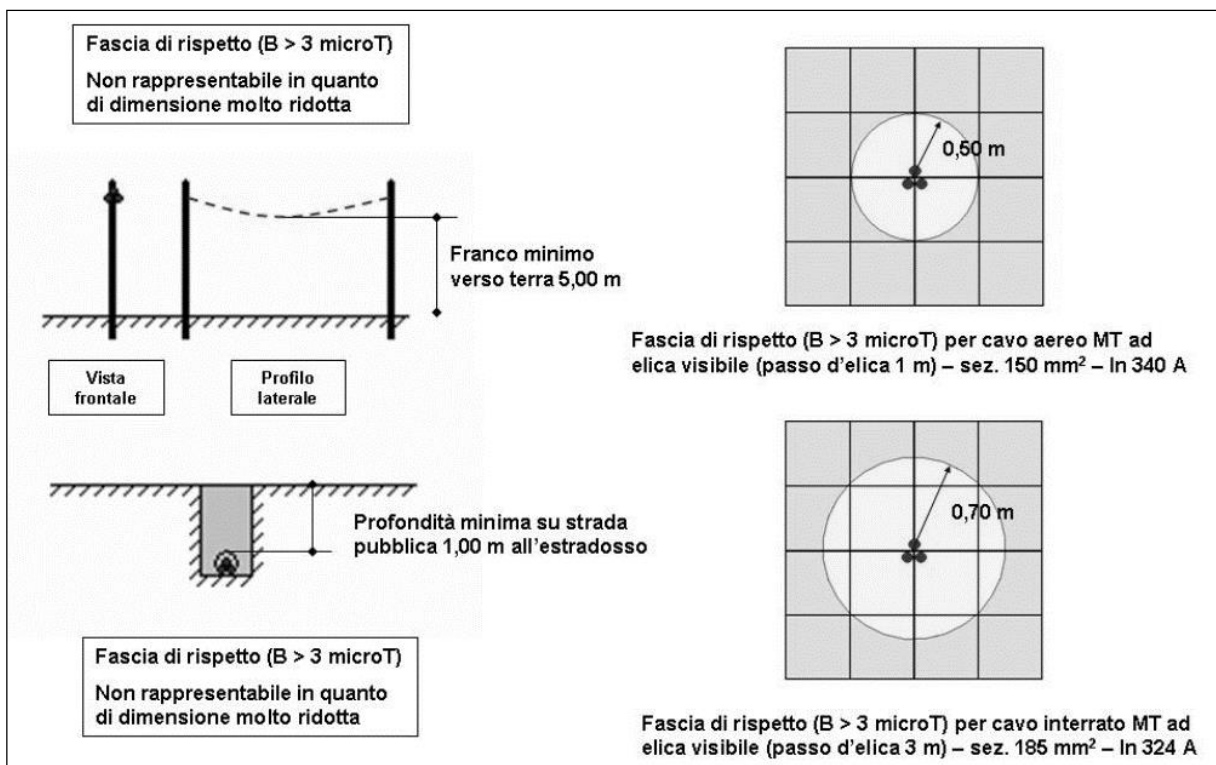 Fascia di rispetto (B > 3 microT)
Non rappresentabile in quanto
di dimensione molto ridotta
0,50 m
Franco minimo
verso terra 5,00 m
Fascia di rispetto (B > 3 microT) per cavo aereo MT ad
elica visibile (passo d'elica 1 m) – sez. 150 mm² – In 340 A
Vista
frontale
Profilo
laterale
0,70 m
Profondità minima su strada
pubblica 1,00 m all'estradosso
Fascia di rispetto (B > 3 microT)
Non rappresentabile in quanto
di dimensione molto ridotta
Fascia di rispetto (B > 3 microT) per cavo interrato MT ad
elica visibile (passo d'elica 3 m) – sez. 185 mm² – In 324 A